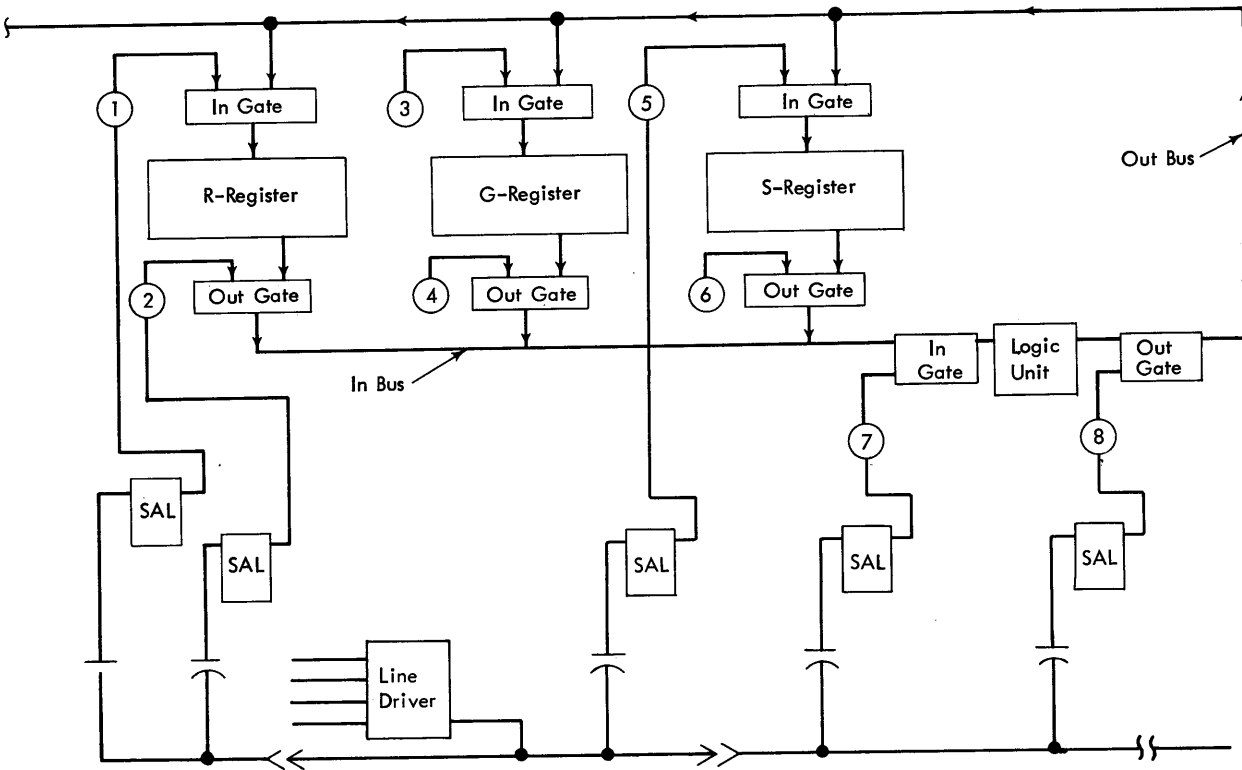 Out Bus
1
In Gate
3
In Gate
5
In Gate
R-Register
G-Register
S-Register
2
Out Gate
4
Out Gate
6
Out Gate
In Bus
In
Gate
Logic
Unit
Out
Gate
7
8
SAL
SAL
SAL
SAL
SAL
Line
Driver